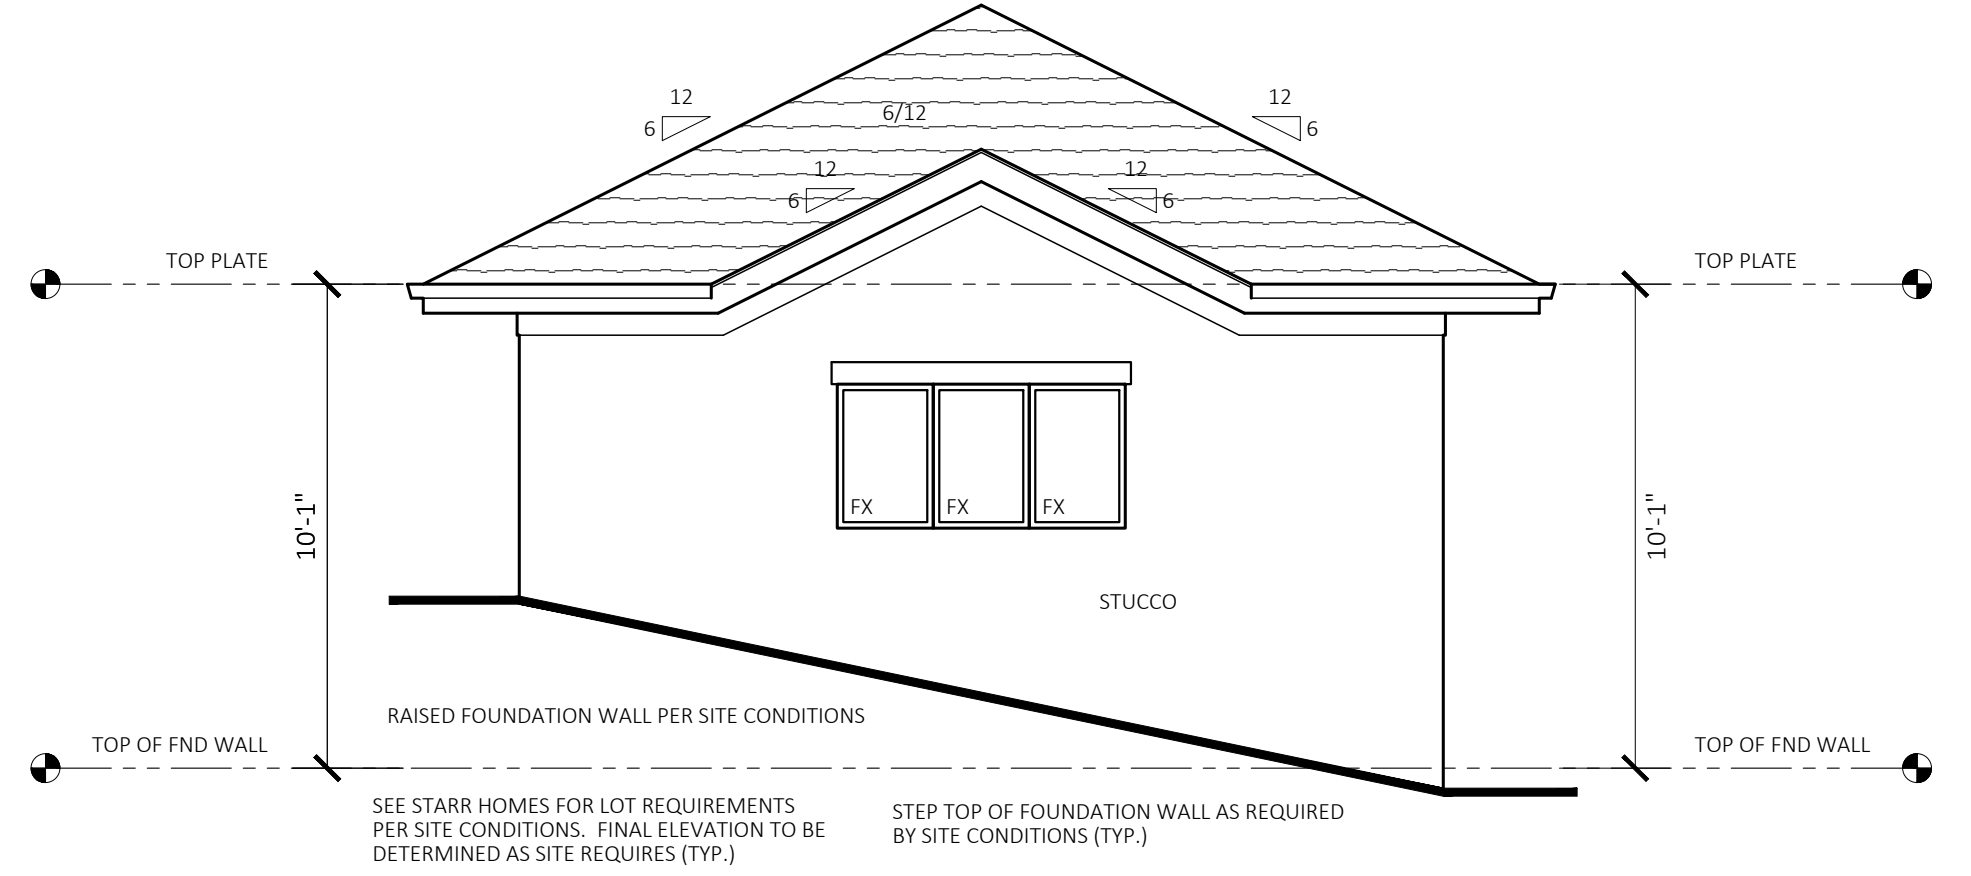 12
12
6/12
6
6
12
12
6
6
TOP PLATE
TOP PLATE
10'-1"
10'-1"
FX
FX
FX
STUCCO
RAISED FOUNDATION WALL PER SITE CONDITIONS
TOP OF FND WALL
TOP OF FND WALL
SEE STARR HOMES FOR LOT REQUIREMENTS
PER SITE CONDITIONS.  FINAL ELEVATION TO BE
DETERMINED AS SITE REQUIRES (TYP.)
STEP TOP OF FOUNDATION WALL AS REQUIRED
BY SITE CONDITIONS (TYP.)